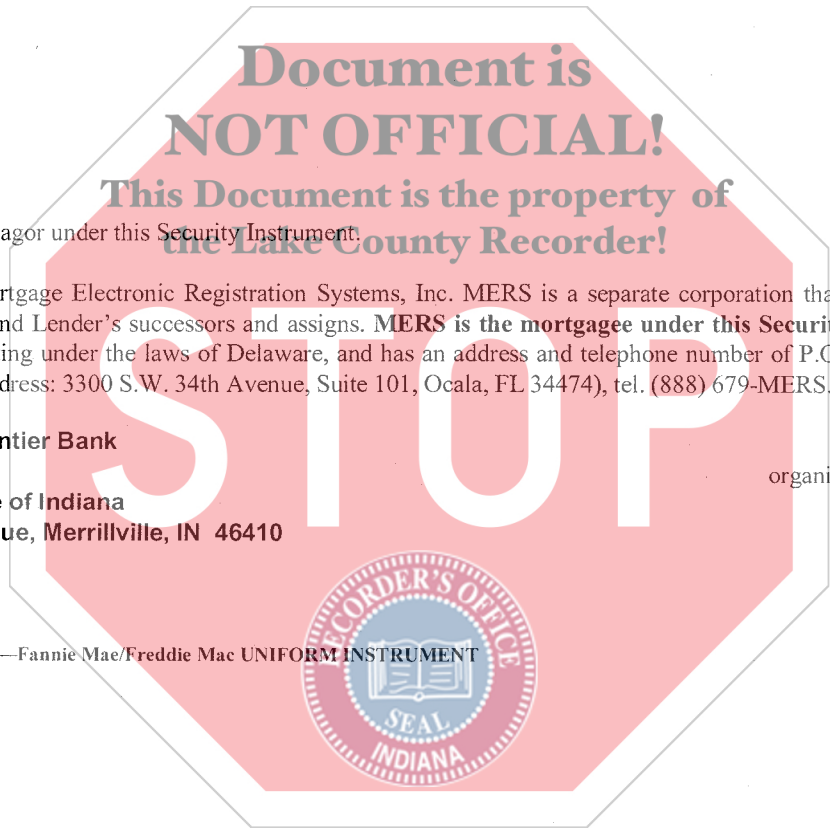 Document is
NOT OFFICIAL!
This Document is the property of
the Lake County Recorder!
agor under this Security Instrument.
rtgage Electronic Registration Systems, Inc. MERS is a separate corporation tha
nd Lender's successors and assigns. MERS is the mortgagee under this Securit
ing under the laws of Delaware, and has an address and telephone number of P.O
dress: 3300 S.W. 34th Avenue, Suite 101, Ocala, FL 34474), tel. (888) 679-MERS.
ntier Bank
organi
e of Indiana
ue, Merrillville, IN 46410
STOP
—Fannie Mae/Freddie Mac UNIFORM INSTRUMENT
RECORDER'S OFFICE
SEAL
INDIANA